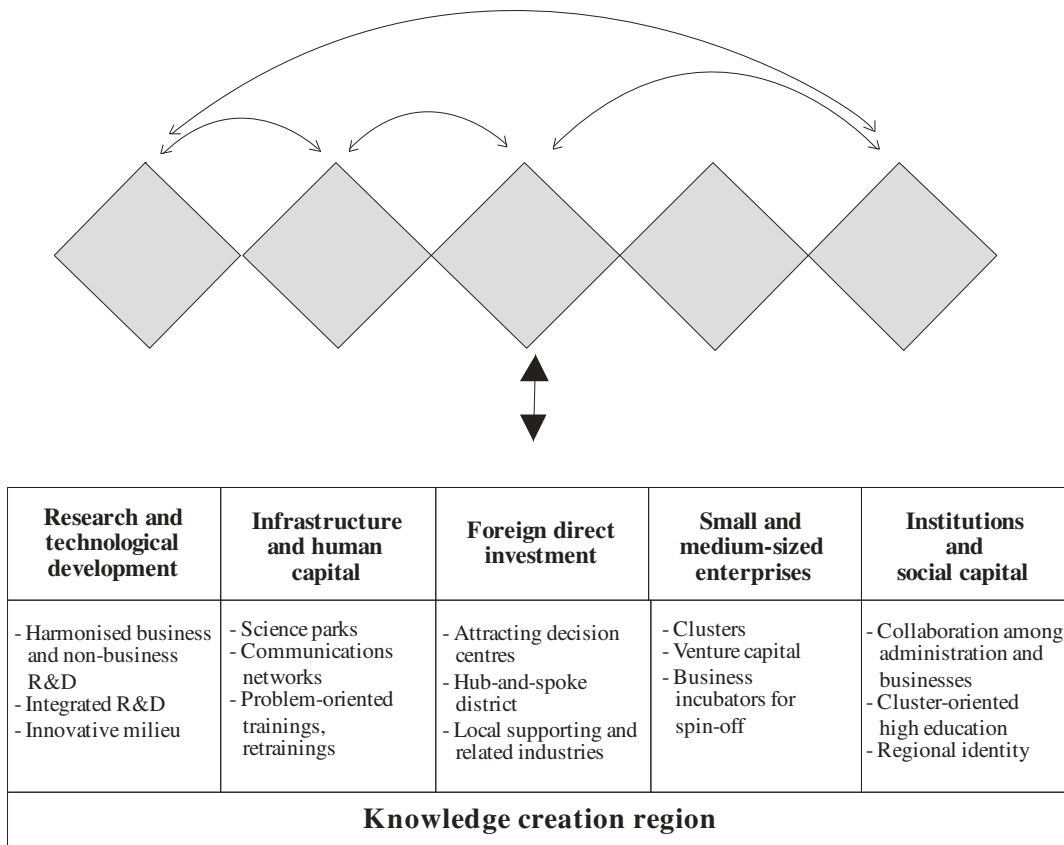 Research and
technological
development
Infrastructure
and human
capital
Foreign direct
investment
Small and
medium-sized
enterprises
Institutions
and
social capital
- Harmonised business
and non-business
R&D
- Integrated R&D
- Innovative milieu
- Science parks
- Communications
networks
- Problem-oriented
trainings,
retrainings
- Attracting decision
centres
- Hub-and-spoke
district
- Local supporting and
related industries
- Clusters
- Venture capital
- Business
incubators for
spin-off
- Collaboration among
administration and
businesses
- Cluster-oriented
high education
- Regional identity
Knowledge creation region